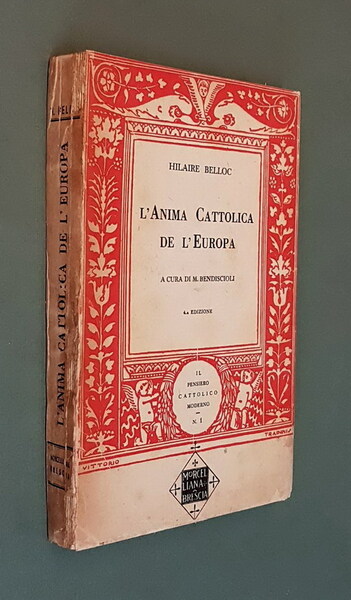 HILAIRE BELLOC
L'ANIMA CATTOLICA
DE L'EUROPA
A CURA DI M. BENDISCIOLI
4.a EDIZIONE
IL
PENSIERO
CATTOLICO
MODERNO
N. 1
VITTORIO
MORCEL
LIANA
BRESCIA
L'ANIMA CATTOLICA DE L'EUROPA